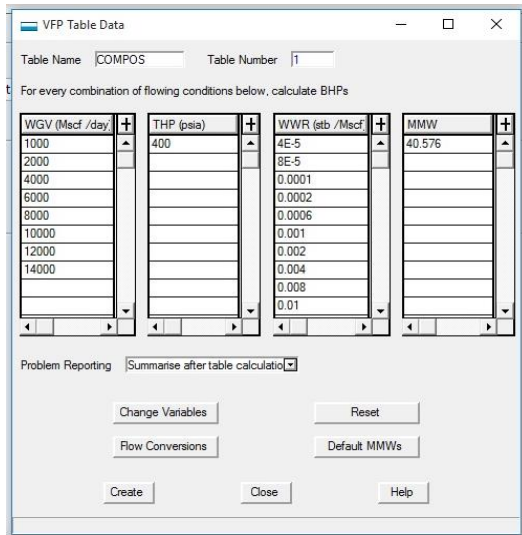 VFP Table Data
Table Name COMPOS Table Number 1
For every combination of flowing conditions below, calculate BHPs
WGV (Mscf /day) + THP (psia) + WWR (stb /Mscf + MMW +
1000 400 4E-5 40.576
2000 8E-5
4000 0.0001
6000 0.0002
8000 0.0006
10000 0.001
12000 0.002
14000 0.004
0.008
0.01
Problem Reporting Summarise after table calculatio
Change Variables Reset
Flow Conversions Default MMWs
Create Close Help